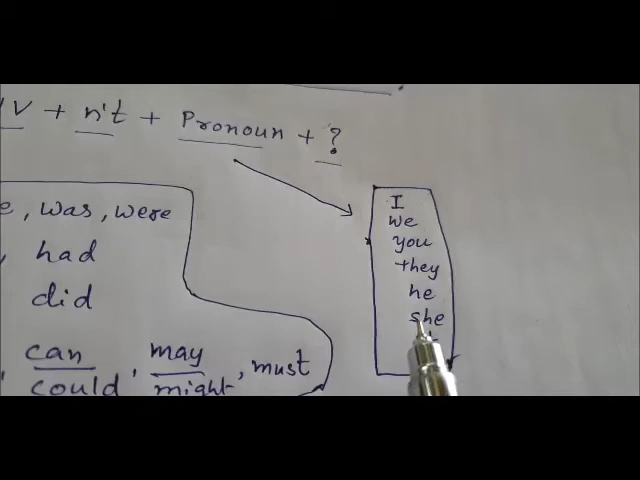 V + n't + Pronoun + ?
, was, were
, had
did
can , may , must
could might
I
we
you
they
he
she